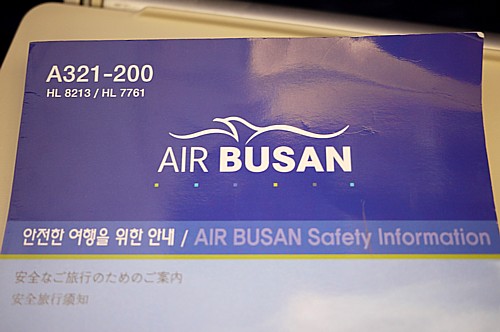 A321-200
HL 8213 / HL 7761
AIR BUSAN
안전한 여행을 위한 안내 / AIR BUSAN Safety Information
安全なご旅行のためのご案内
安全旅行须知